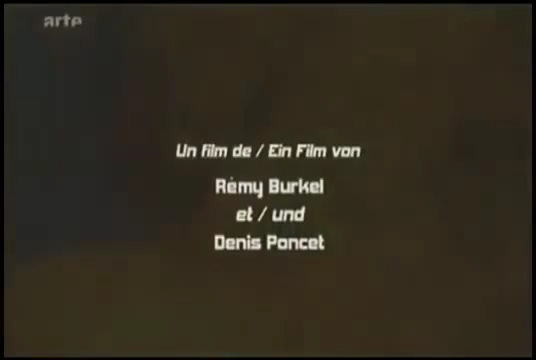 arte
Un film de / Ein Film von
Rémy Burkel
et / und
Denis Poncet